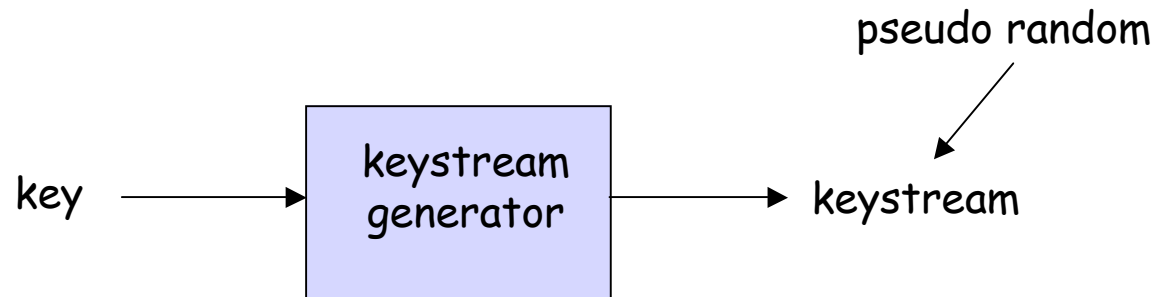 pseudo random
key
keystream
generator
keystream